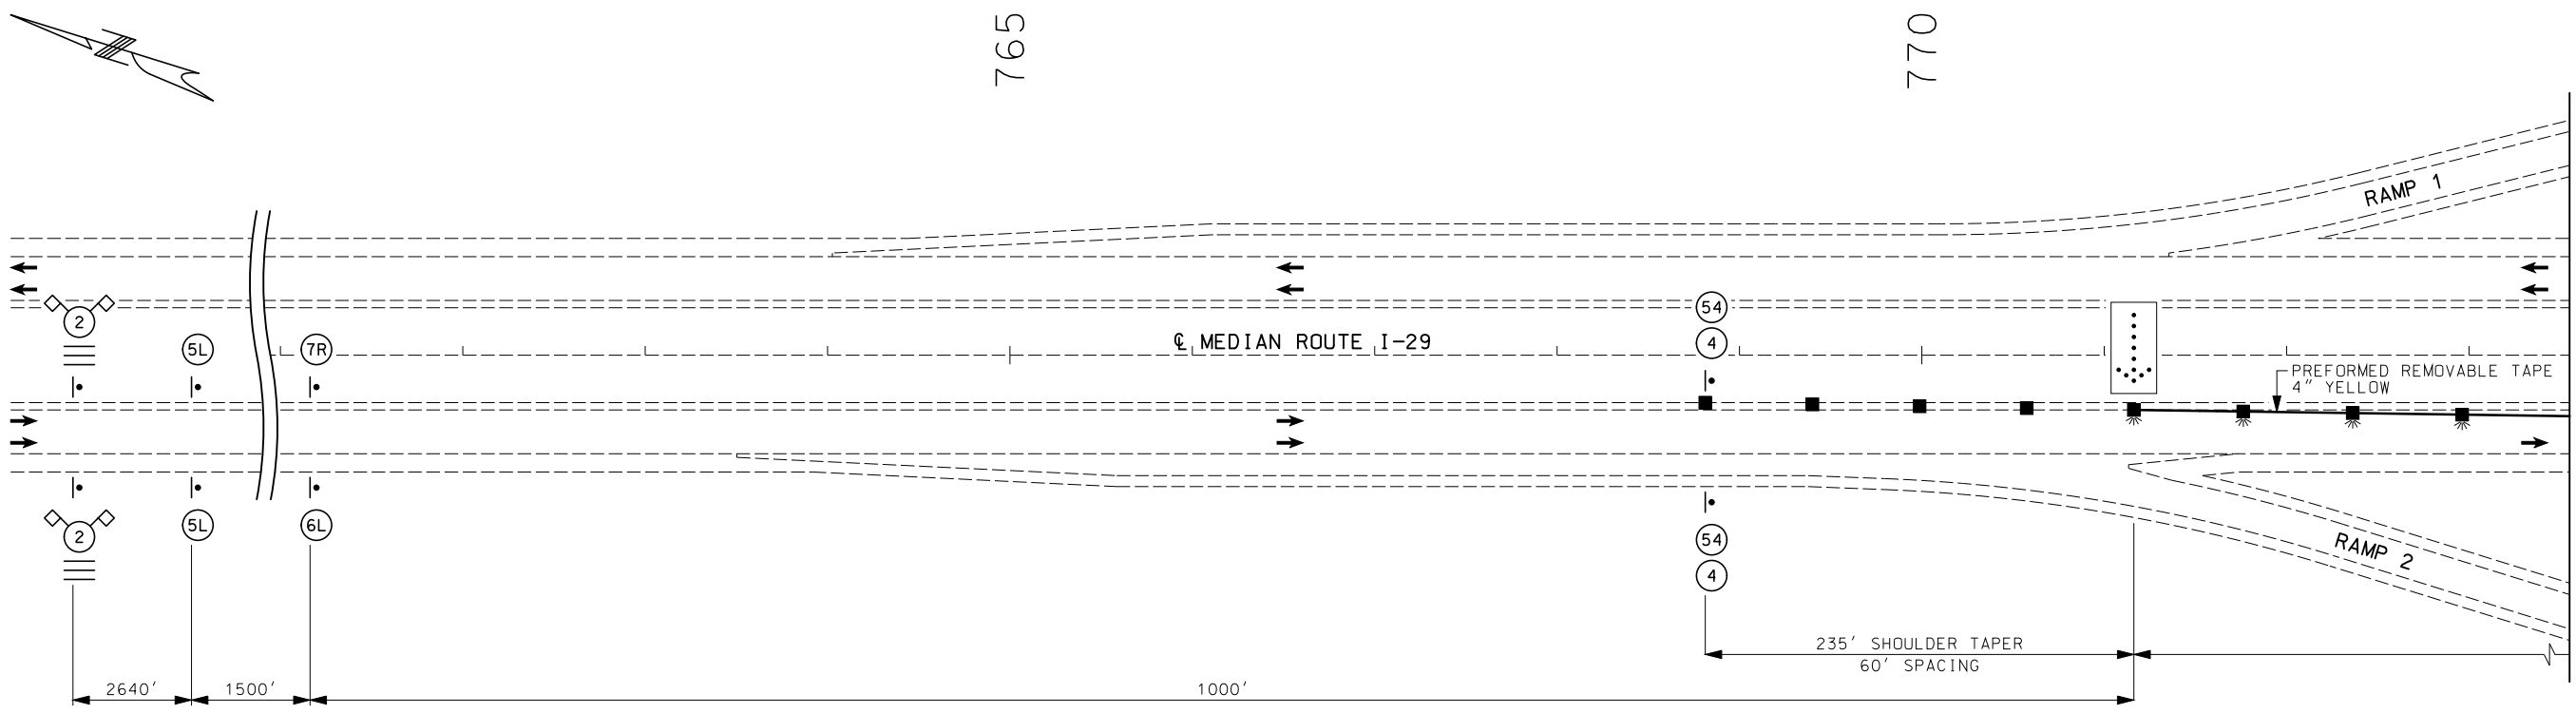 765
770
RAMP 1
2
5L
7R
54
4
℄ MEDIAN ROUTE I-29
PREFORMED REMOVABLE TAPE
4" YELLOW
2
5L
6L
54
4
RAMP 2
235' SHOULDER TAPER
60' SPACING
2640'
1500'
1000'